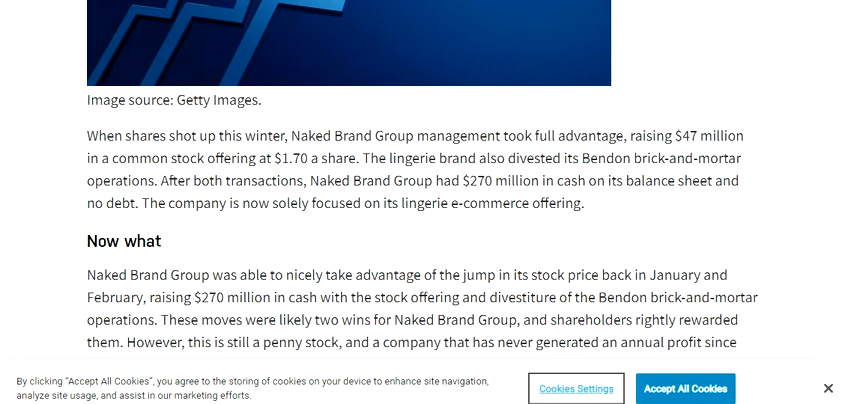 Image source: Getty Images.
When shares shot up this winter, Naked Brand Group management took full advantage, raising $47 million
in a common stock offering at $1.70 a share. The lingerie brand also divested its Bendon brick-and-mortar
operations. After both transactions, Naked Brand Group had $270 million in cash on its balance sheet and
no debt. The company is now solely focused on its lingerie e-commerce offering.
Now what
Naked Brand Group was able to nicely take advantage of the jump in its stock price back in January and
February, raising $270 million in cash with the stock offering and divestiture of the Bendon brick-and-mortar
operations. These moves were likely two wins for Naked Brand Group, and shareholders rightly rewarded
them. However, this is still a penny stock, and a company that has never generated an annual profit since
By clicking "Accept All Cookies", you agree to the storing of cookies on your device to enhance site navigation,
analyze site usage, and assist in our marketing efforts.
Cookies Settings
Accept All Cookies